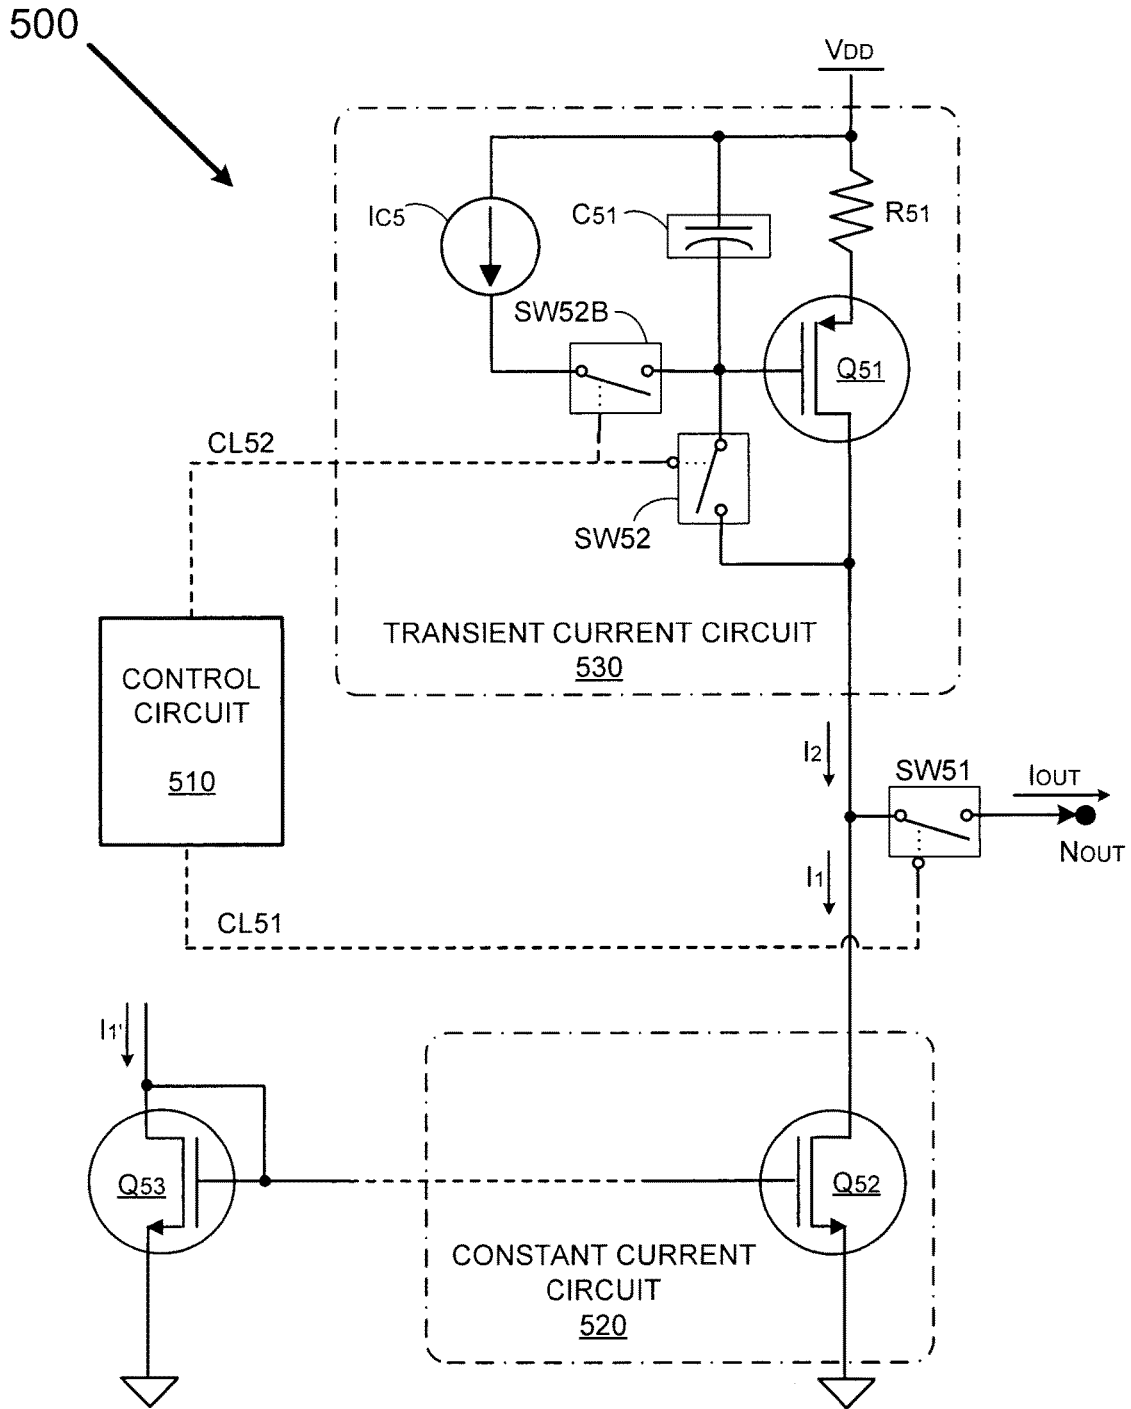 500
VDD
IC5
C51
R51
SW52B
Q51
CL52
SW52
TRANSIENT CURRENT CIRCUIT
530
CONTROL
CIRCUIT
510
I2
SW51
IOUT
NOUT
I1
CL51
I1'
Q53
Q52
CONSTANT CURRENT
CIRCUIT
520